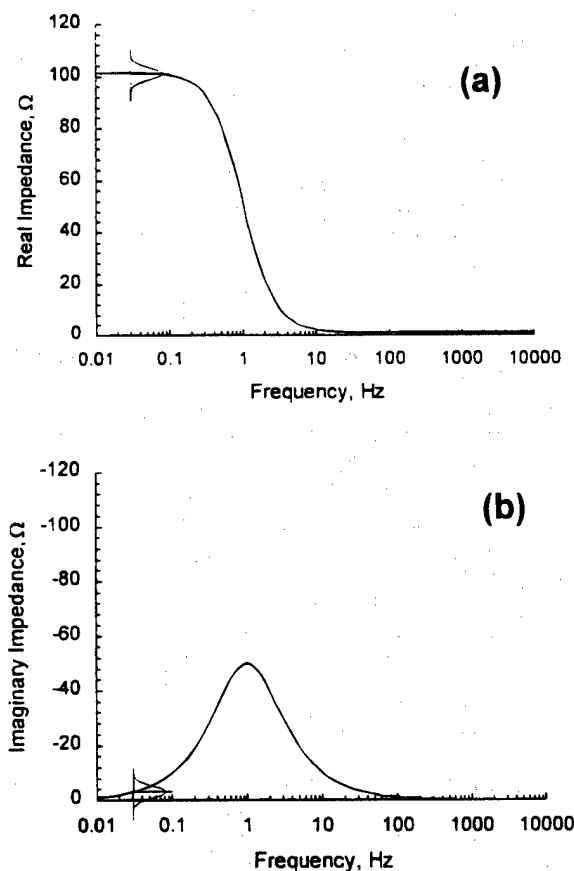 120
100
80
60
40
20
0
Real Impedance, Ω
(a)
0.01 0.1 1 10 100 1000 10000
Frequency, Hz
-120
-100
-80
-60
-40
-20
0
Imaginary Impedance, Ω
(b)
0.01 0.1 1 10 100 1000 10000
Frequency, Hz